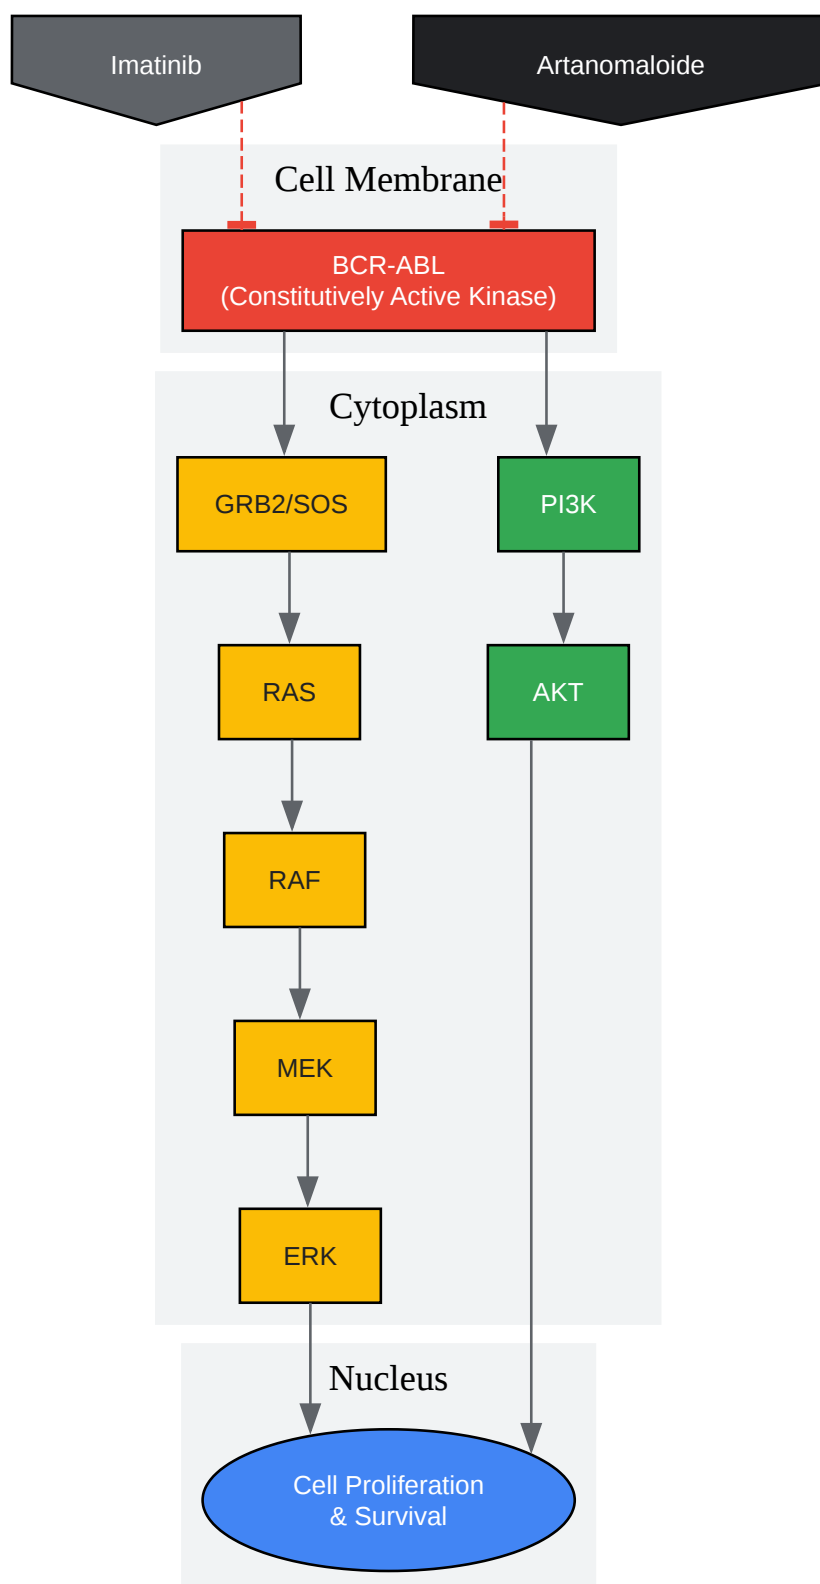 Imatinib
Artanomaloide
Cell Membrane
BCR-ABL
(Constitutively Active Kinase)
Cytoplasm
GRB2/SOS
PI3K
RAS
AKT
RAF
MEK
ERK
Nucleus
Cell Proliferation
& Survival